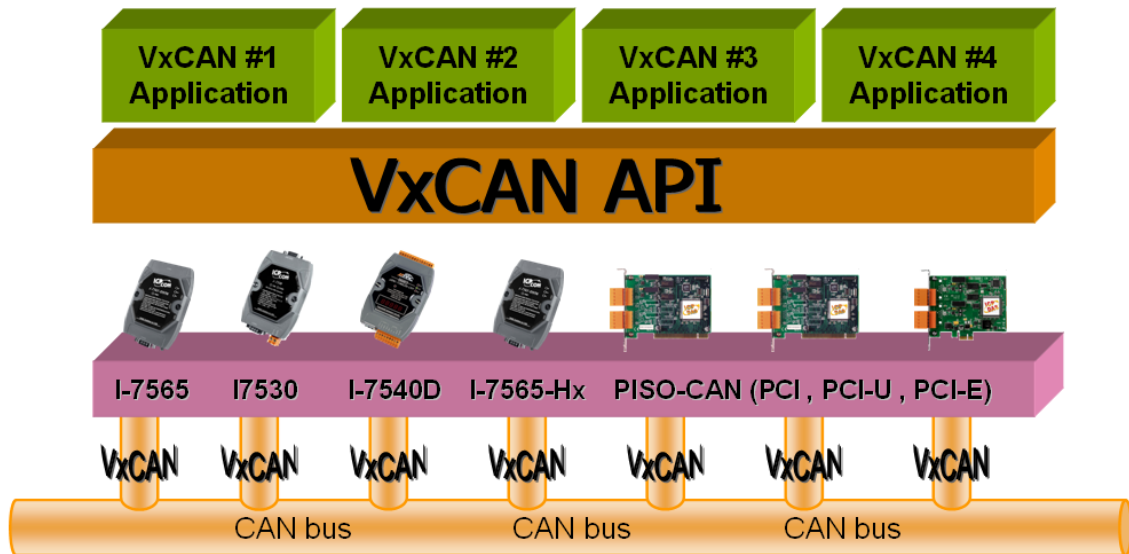 VxCAN #1
Application
VxCAN #2
Application
VxCAN #3
Application
VxCAN #4
Application
VxCAN API
I-7565
I7530
I-7540D
I-7565-Hx
PISO-CAN (PCI , PCI-U , PCI-E)
VxCAN
VxCAN
VxCAN
VxCAN
VxCAN
VxCAN
VxCAN
CAN bus
CAN bus
CAN bus